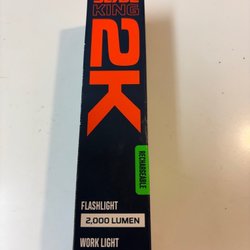 KING
2K
RECHARGEABLE
FLASHLIGHT
2,000 LUMEN
WORK LIGHT